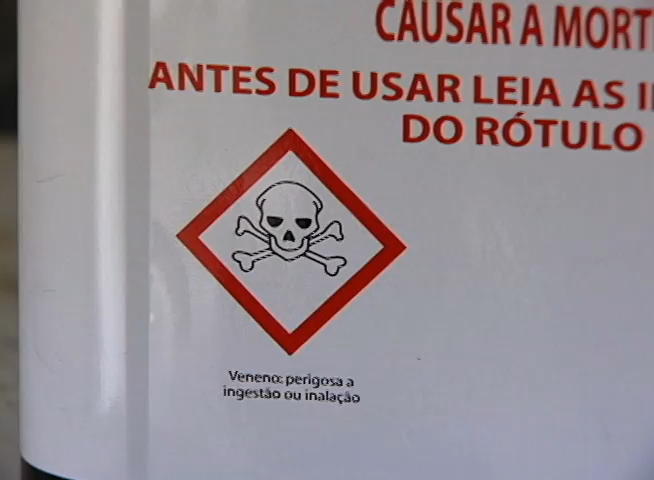 CAUSAR A MORT
ANTES DE USAR LEIA AS
DO RÓTULO
Veneno: perigosa a
ingestão ou inalação